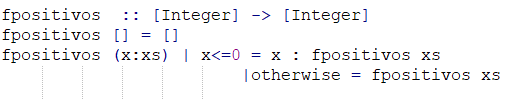 fpositivos :: [Integer] -> [Integer]
fpositivos [] = []
fpositivos (x:xs) | x<=0 = x : fpositivos xs
|otherwise = fpositivos xs